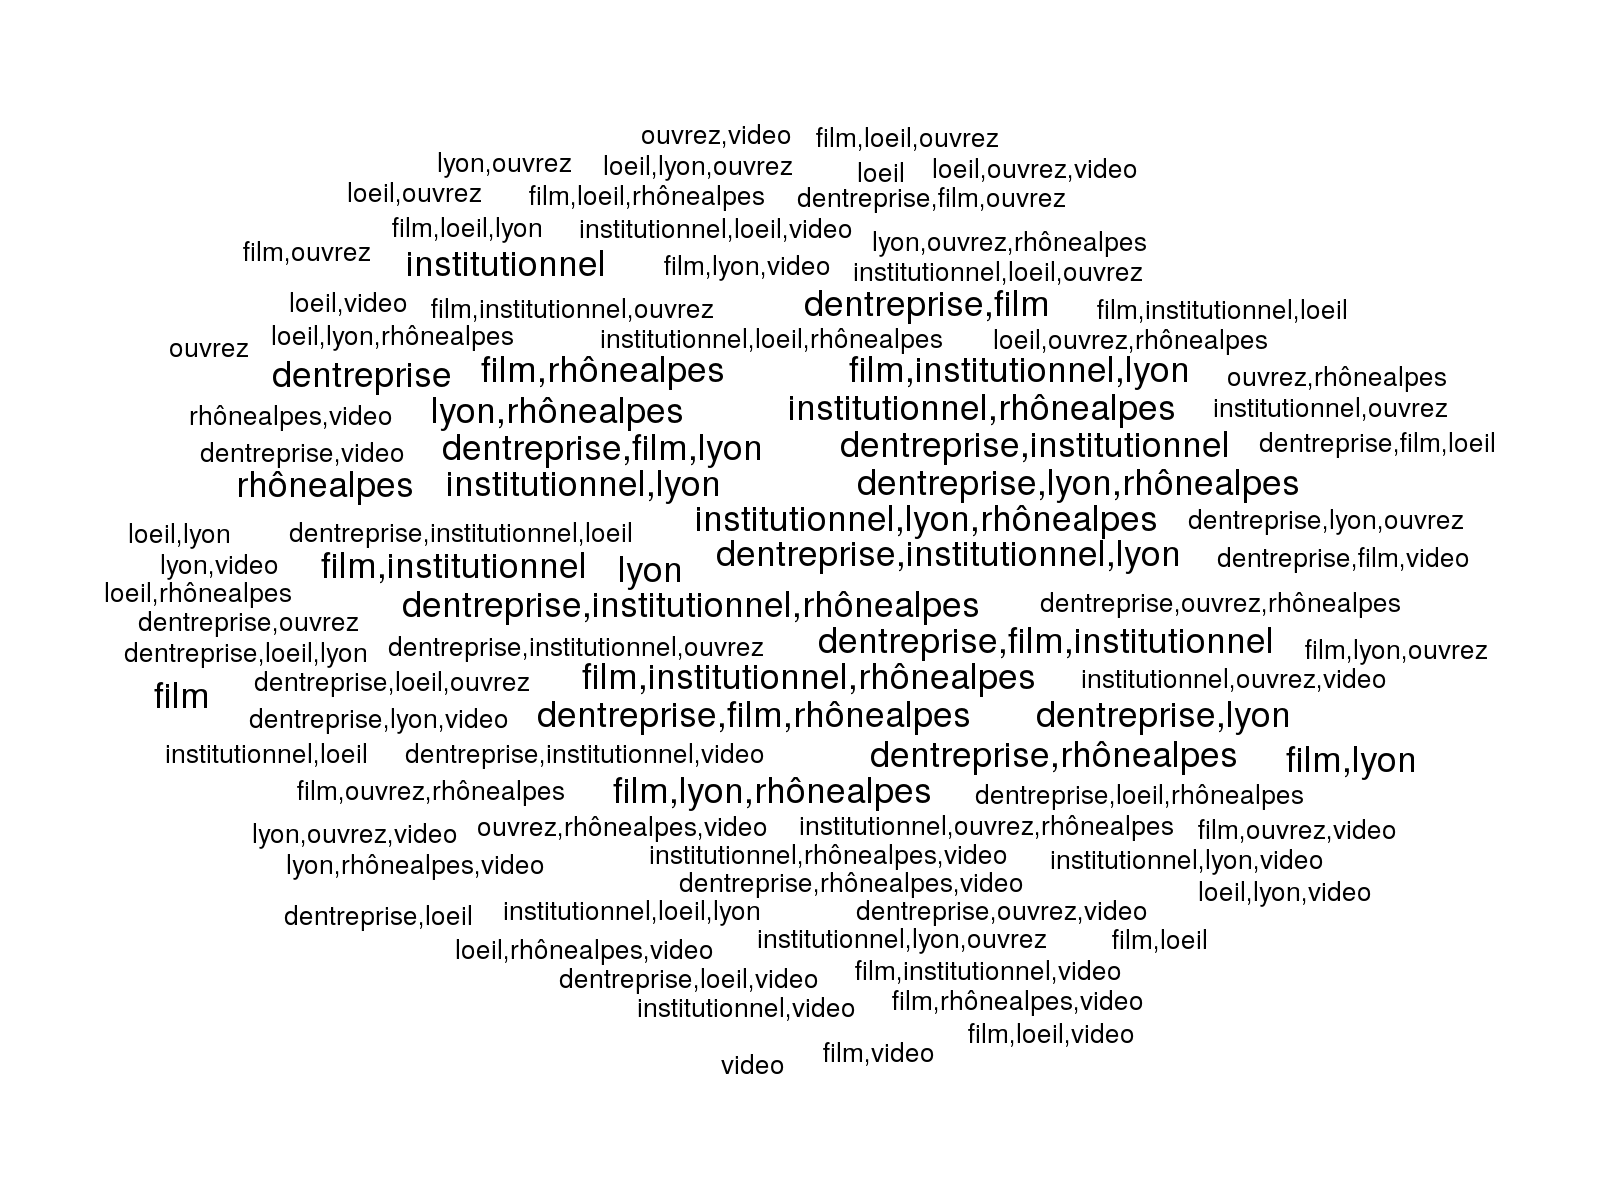 ouvrez,video film,loeil,ouvrez
lyon,ouvrez loeil,lyon,ouvrez loeil loeil,ouvrez,video
loeil,ouvrez film,loeil,rhônealpes dentreprise,film,ouvrez
film,loeil,lyon institutionnel,loeil,video lyon,ouvrez,rhônealpes
film,ouvrez institutionnel film,lyon,video institutionnel,loeil,ouvrez
loeil,video film,institutionnel,ouvrez dentreprise,film film,institutionnel,loeil
ouvrez loeil,lyon,rhônealpes institutionnel,loeil,rhônealpes loeil,ouvrez,rhônealpes
dentreprise film,rhônealpes film,institutionnel,lyon ouvrez,rhônealpes
rhônealpes,video lyon,rhônealpes institutionnel,rhônealpes institutionnel,ouvrez
dentreprise,video dentreprise,film,lyon dentreprise,institutionnel dentreprise,film,loeil
rhônealpes institutionnel,lyon dentreprise,lyon,rhônealpes
loeil,lyon dentreprise,institutionnel,loeil institutionnel,lyon,rhônealpes dentreprise,lyon,ouvrez
lyon,video film,institutionnel lyon dentreprise,institutionnel,lyon dentreprise,film,video
loeil,rhônealpes dentreprise,institutionnel,rhônealpes dentreprise,ouvrez,rhônealpes
dentreprise,ouvrez
dentreprise,loeil,lyon dentreprise,institutionnel,ouvrez dentreprise,film,institutionnel film,lyon,ouvrez
film dentreprise,loeil,ouvrez film,institutionnel,rhônealpes institutionnel,ouvrez,video
dentreprise,lyon,video dentreprise,film,rhônealpes dentreprise,lyon
institutionnel,loeil dentreprise,institutionnel,video dentreprise,rhônealpes film,lyon
film,ouvrez,rhônealpes film,lyon,rhônealpes dentreprise,loeil,rhônealpes
lyon,ouvrez,video ouvrez,rhônealpes,video institutionnel,ouvrez,rhônealpes film,ouvrez,video
lyon,rhônealpes,video institutionnel,rhônealpes,video institutionnel,lyon,video
dentreprise,rhônealpes,video loeil,lyon,video
dentreprise,loeil institutionnel,loeil,lyon dentreprise,ouvrez,video
loeil,rhônealpes,video institutionnel,lyon,ouvrez film,loeil
dentreprise,loeil,video film,institutionnel,video
institutionnel,video film,rhônealpes,video
film,loeil,video
video film,video